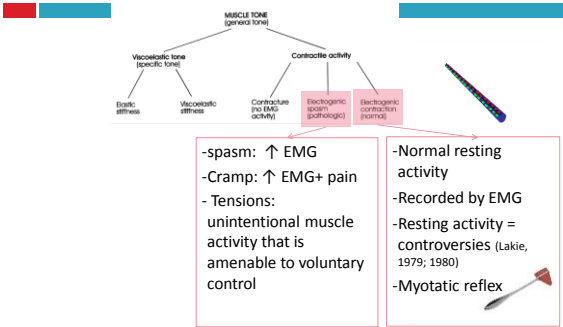 MUSCLE TONE
(general tone)
Viscoelastic tone
(specific tone)
Contractile activity
Elastic
stiffness
Viscoelastic
stiffness
Contracture
(no EMG
activity)
Electrogenic
spasm
(pathologic)
Electrogenic
contraction
(normal)
-spasm: ↑ EMG
-Cramp: ↑ EMG+ pain
- Tensions:
unintentional muscle
activity that is
amenable to voluntary
control
-Normal resting
activity
-Recorded by EMG
-Resting activity =
controversies (Lakie,
1979; 1980)
-Myotatic reflex